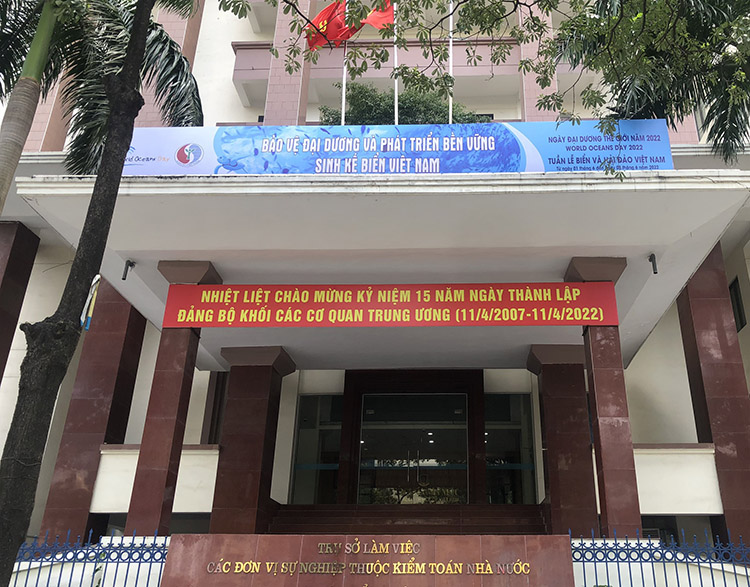 BẢO VỆ ĐẠI DƯƠNG VÀ PHÁT TRIỂN BỀN VỮNG
SINH KẾ BIỂN VIỆT NAM
NGÀY ĐẠI DƯƠNG THẾ GIỚI NĂM 2022
WORLD OCEANS DAY 2022
TUẦN LỄ BIỂN VÀ HẢI ĐẢO VIỆT NAM
NHIỆT LIỆT CHÀO MỪNG KỶ NIỆM 15 NĂM NGÀY THÀNH LẬP
ĐẢNG BỘ KHỐI CÁC CƠ QUAN TRUNG ƯƠNG (11/4/2007-11/4/2022)
TRỤ SỞ LÀM VIỆC
CÁC ĐƠN VỊ SỰ NGHIỆP THUỘC KIỂM TOÁN NHÀ NƯỚC